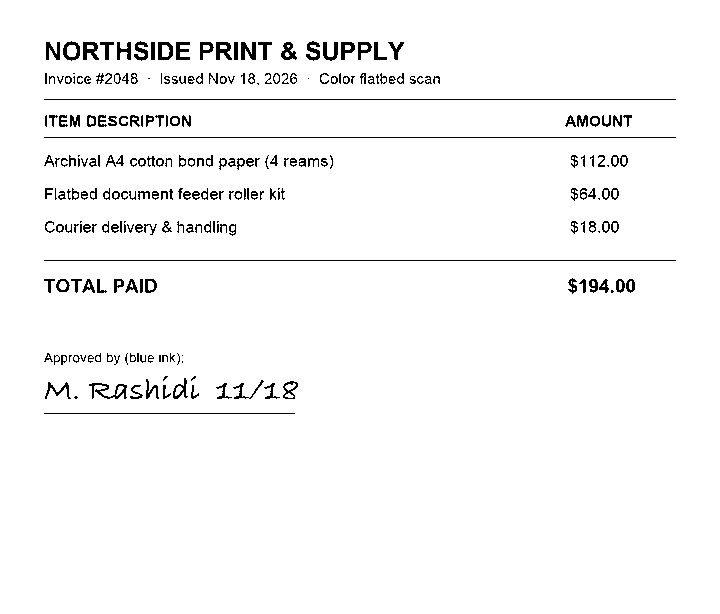 NORTHSIDE PRINT & SUPPLY
Invoice #2048 · Issued Nov 18, 2026 · Color flatbed scan
ITEM DESCRIPTION AMOUNT
Archival A4 cotton bond paper (4 reams) $112.00
Flatbed document feeder roller kit $64.00
Courier delivery & handling $18.00
TOTAL PAID $194.00
Approved by (blue ink):
M. Rashidi 11/18